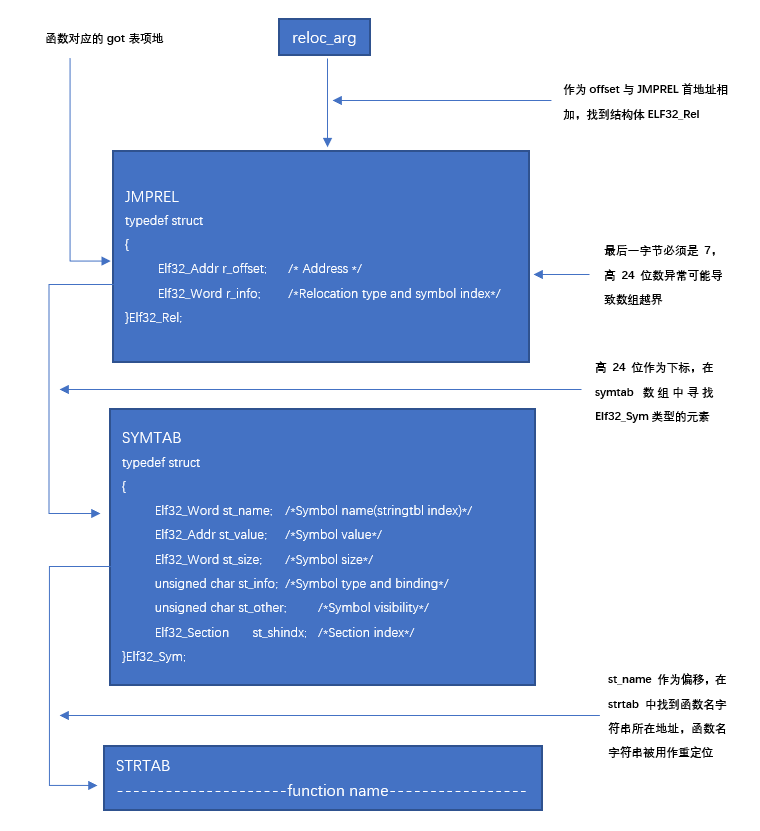 函数对应的 got 表项地
reloc_arg
作为 offset 与 JMPREL 首地址相
加，找到结构体 ELF32_Rel
JMPREL
typedef struct
{
Elf32_Addr r_offset; /* Address */
Elf32_Word r_info; /*Relocation type and symbol index*/
}Elf32_Rel;
最后一字节必须是 7，
高 24 位数异常可能导
致数组越界
高 24 位作为下标，在
symtab 数组中寻找
Elf32_Sym 类型的元素
SYMTAB
typedef struct
{
Elf32_Word st_name; /*Symbol name(stringtbl index)*/
Elf32_Addr st_value; /*Symbol value*/
Elf32_Word st_size; /*Symbol size*/
unsigned char st_info; /*Symbol type and binding*/
unsigned char st_other; /*Symbol visibility*/
Elf32_Section st_shindx; /*Section index*/
}Elf32_Sym;
st_name 作为偏移，在
strtab 中找到函数名字
符串所在地址，函数名
字符串被用作重定位
STRTAB
----------------------function name------------------